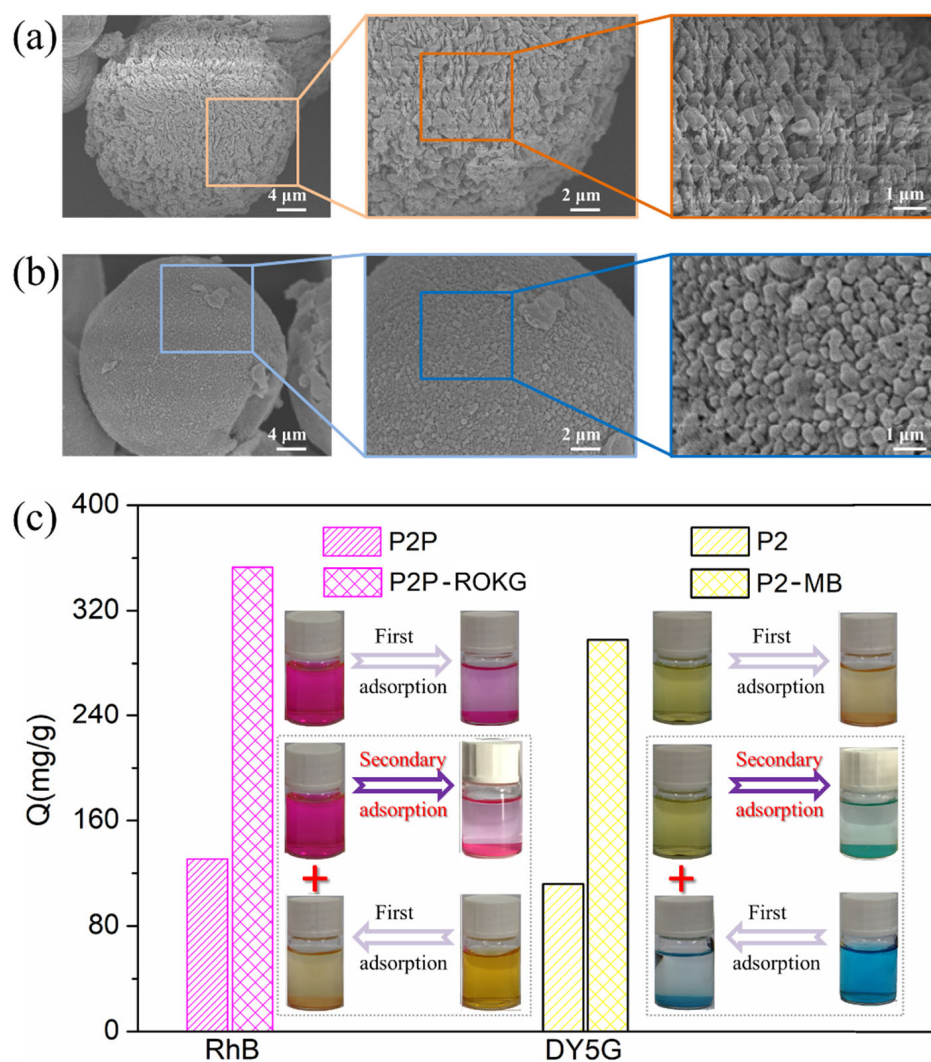 (a)
4 μm
2 μm
1 μm
(b)
4 μm
2 μm
1 μm
(c)
400
320
240
160
80
0
Q(mg/g)
P2P
P2P-ROKG
P2
P2-MB
First
adsorption
First
adsorption
Secondary
adsorption
Secondary
adsorption
+
+
First
adsorption
First
adsorption
RhB
DY5G